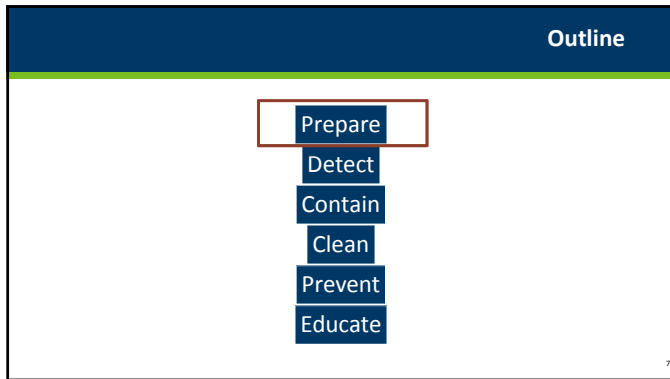 Outline
Prepare
Detect
Contain
Clean
Prevent
Educate
7